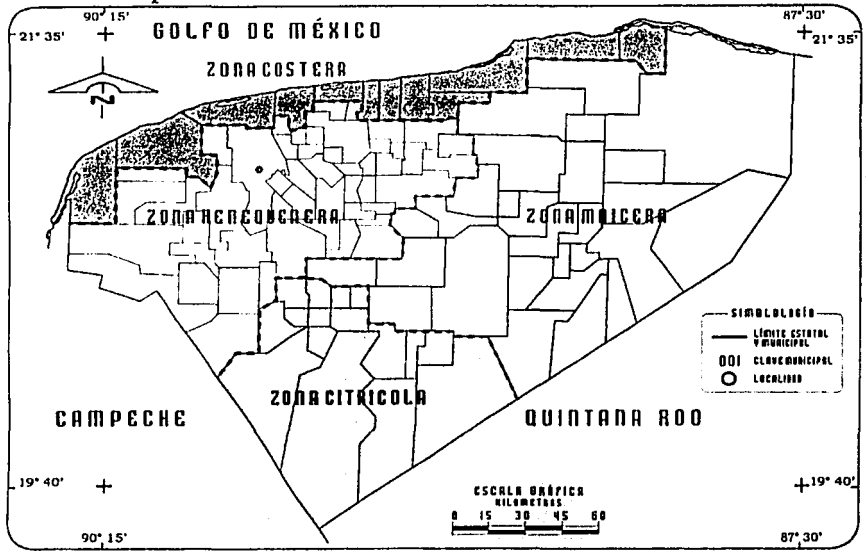 90° 15'
87° 30'
21° 35'
GOLFO DE MÉXICO
21° 35'
ZONA COSTERA
Z
ZONA HENEQUENERA
ZONA MAICERA
SIMBOLOGÍA
LÍMITE ESTATAL
Y MUNICIPAL
001 CLAVE MUNICIPAL
LOCALIDAD
ZONA CITRICOLA
CAMPECHE
QUINTANA ROO
19° 40'
19° 40'
ESCALA GRÁFICA
KILOMETROS
0 15 30 45 60
90° 15'
87° 30'